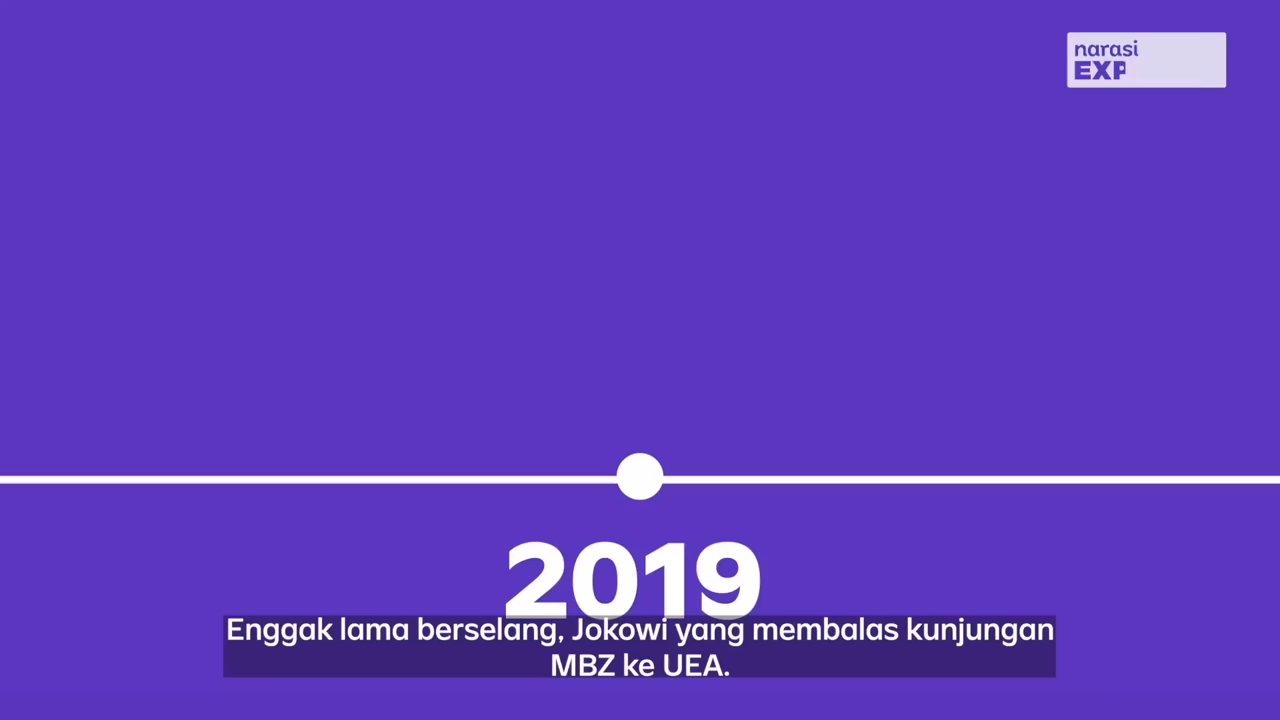 narasi
EXP
2019
Enggak lama berselang, Jokowi yang membalas kunjungan
MBZ ke UEA.